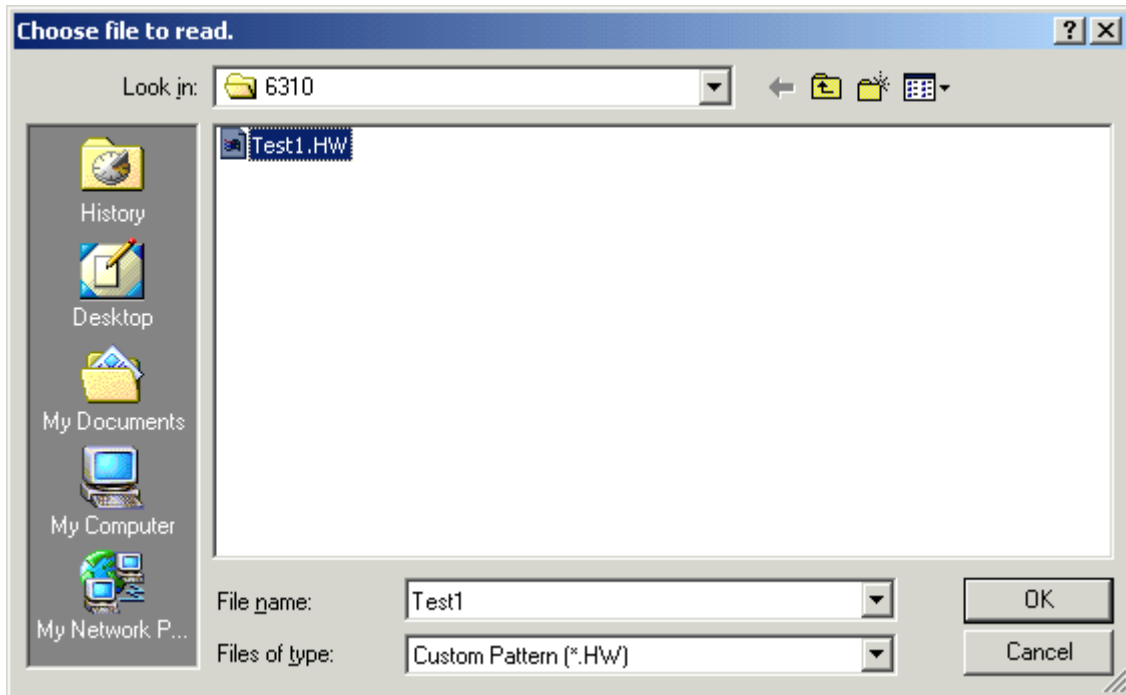 Choose file to read.
Look in: 6310
Test1.HW
History
Desktop
My Documents
My Computer
My Network P...
File name: Test1
OK
Files of type: Custom Pattern (*.HW)
Cancel